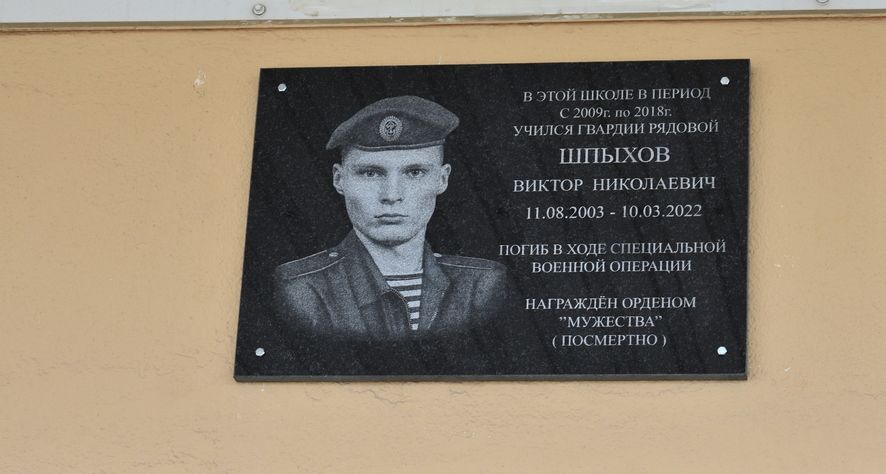 В ЭТОЙ ШКОЛЕ В ПЕРИОД
С 2009г. по 2018г.
УЧИЛСЯ ГВАРДИИ РЯДОВОЙ
ШПЫХОВ
ВИКТОР НИКОЛАЕВИЧ
11.08.2003 - 10.03.2022
ПОГИБ В ХОДЕ СПЕЦИАЛЬНОЙ
ВОЕННОЙ ОПЕРАЦИИ
НАГРАЖДЁН ОРДЕНОМ
”МУЖЕСТВА”
( ПОСМЕРТНО )